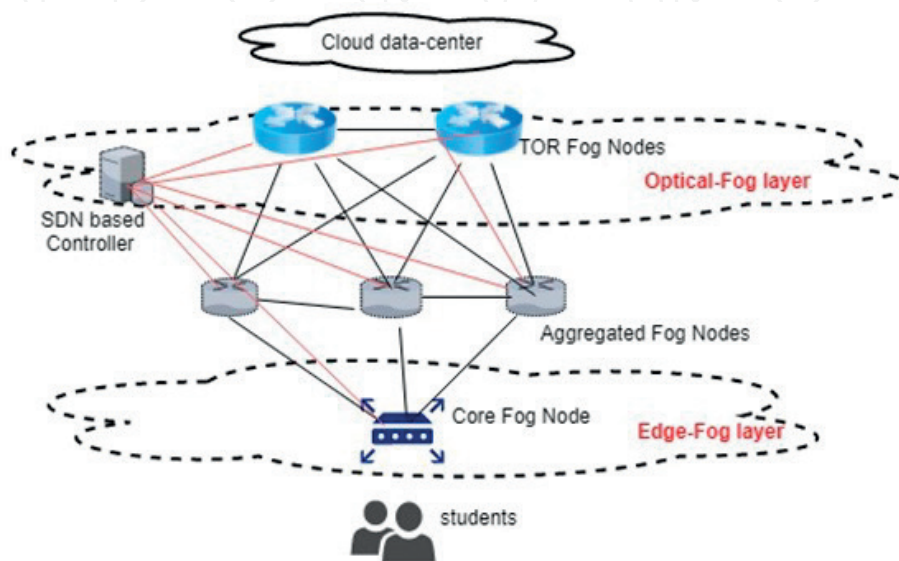 Cloud data-center
TOR Fog Nodes
Optical-Fog layer
SDN based
Controller
Aggregated Fog Nodes
Core Fog Node
Edge-Fog layer
students